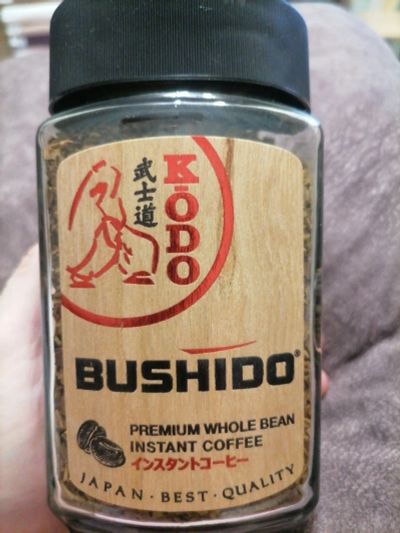 KŌDO
武士道
BUSHIDO®
PREMIUM WHOLE BEAN
INSTANT COFFEE
インスタントコーヒー
JAPAN · BEST · QUALITY